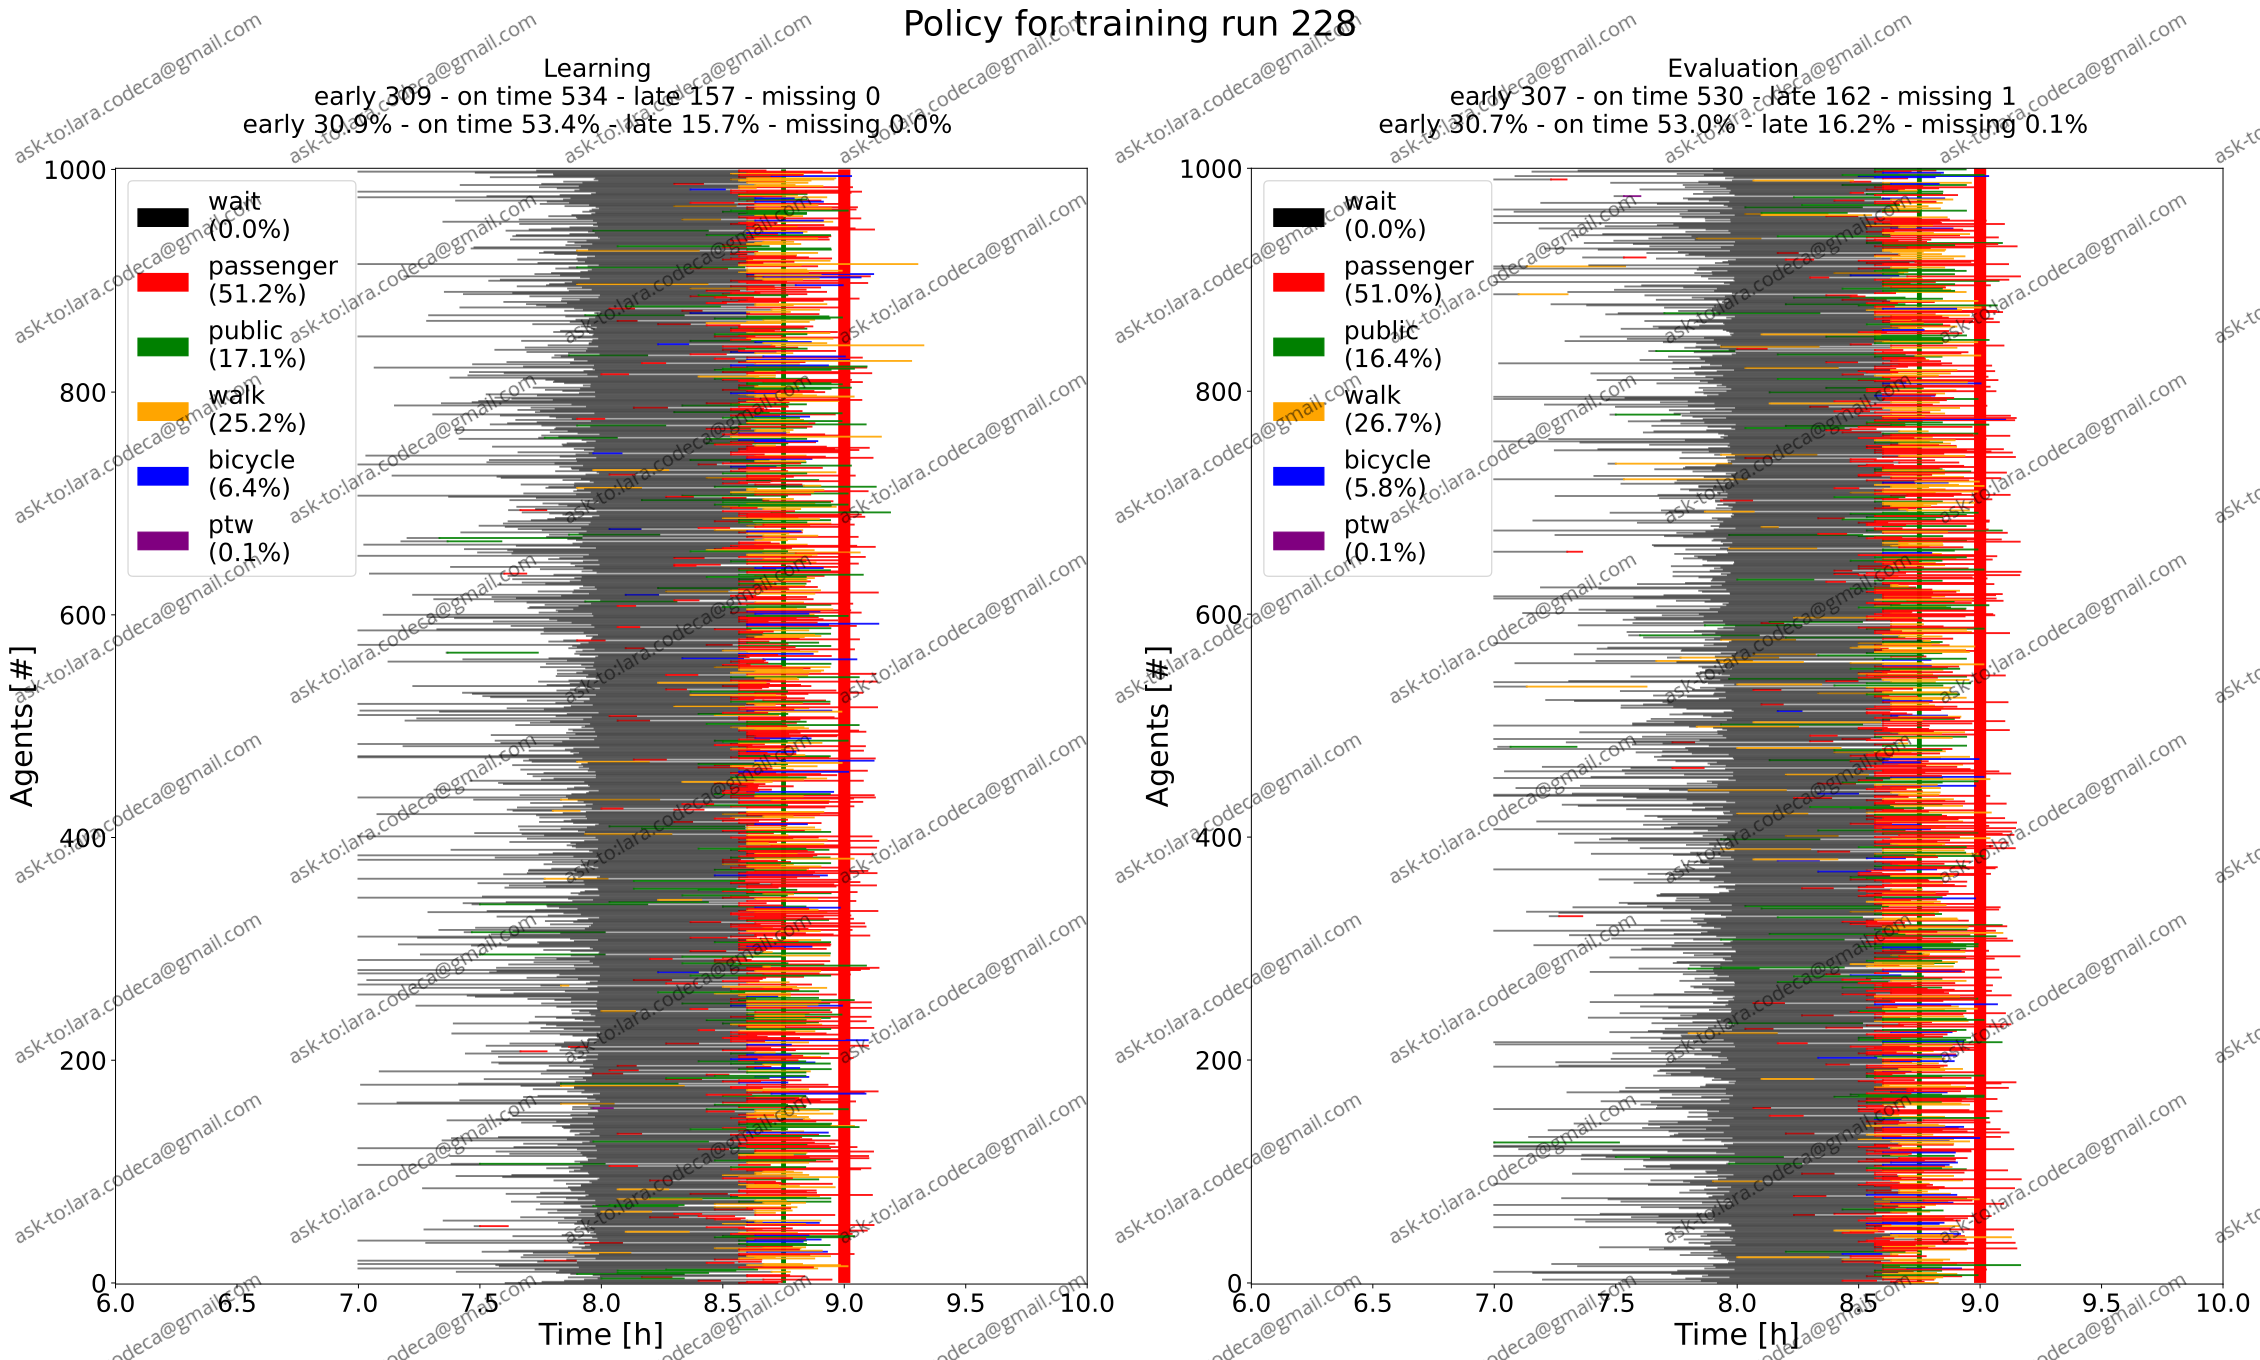 Policy for training run 228
Learning
early 309 - on time 534 - late 157 - missing 0
early 30.9% - on time 53.4% - late 15.7% - missing 0.0%
1000
800
600
400
200
0
Agents [#]
wait
(0.0%)
passenger
(51.2%)
public
(17.1%)
walk
(25.2%)
bicycle
(6.4%)
ptw
(0.1%)
6.0 6.5 7.0 7.5 8.0 8.5 9.0 9.5 10.0
Time [h]
Evaluation
early 307 - on time 530 - late 162 - missing 1
early 30.7% - on time 53.0% - late 16.2% - missing 0.1%
1000
800
600
400
200
0
Agents [#]
wait
(0.0%)
passenger
(51.0%)
public
(16.4%)
walk
(26.7%)
bicycle
(5.8%)
ptw
(0.1%)
6.0 6.5 7.0 7.5 8.0 8.5 9.0 9.5 10.0
Time [h]
ask-to:lara.codeca@gmail.com